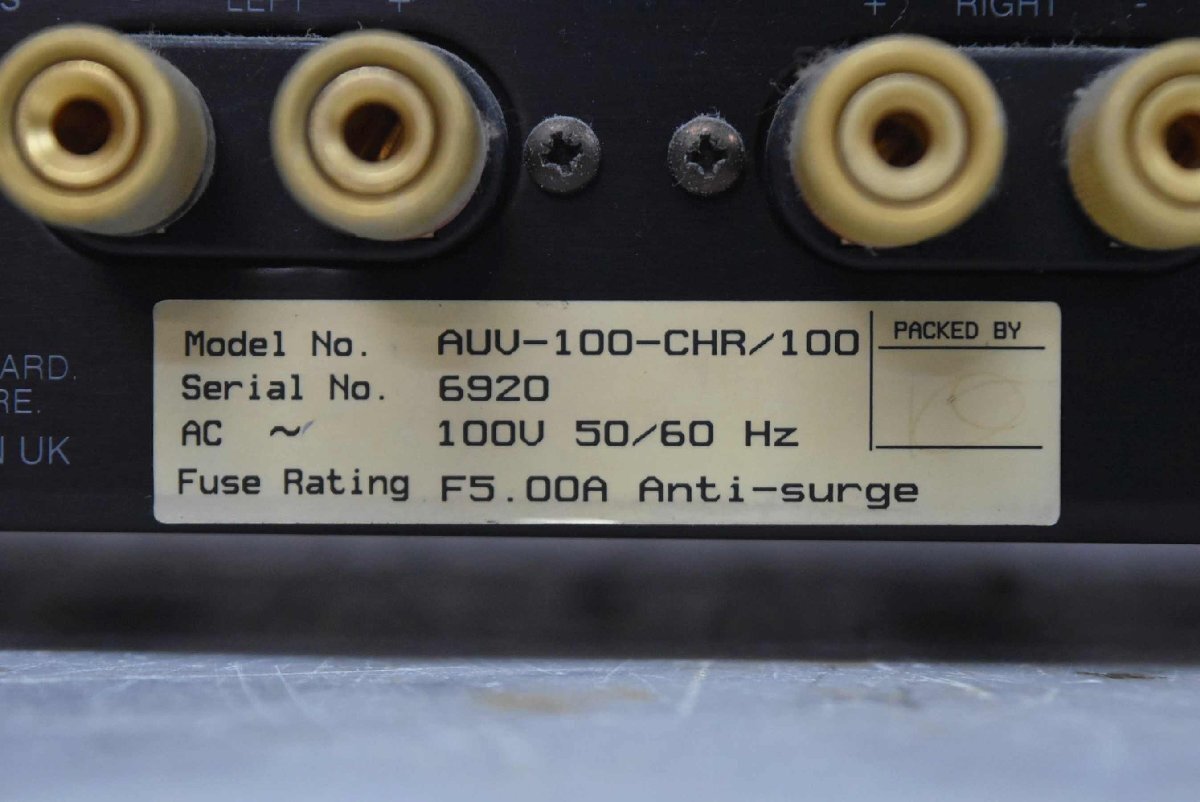 LEFT +
+ RIGHT -
ARD.
RE.
N UK
Model No. AUV-100-CHR/100
Serial No. 6920
AC ~ 100V 50/60 Hz
Fuse Rating F5.00A Anti-surge
PACKED BY